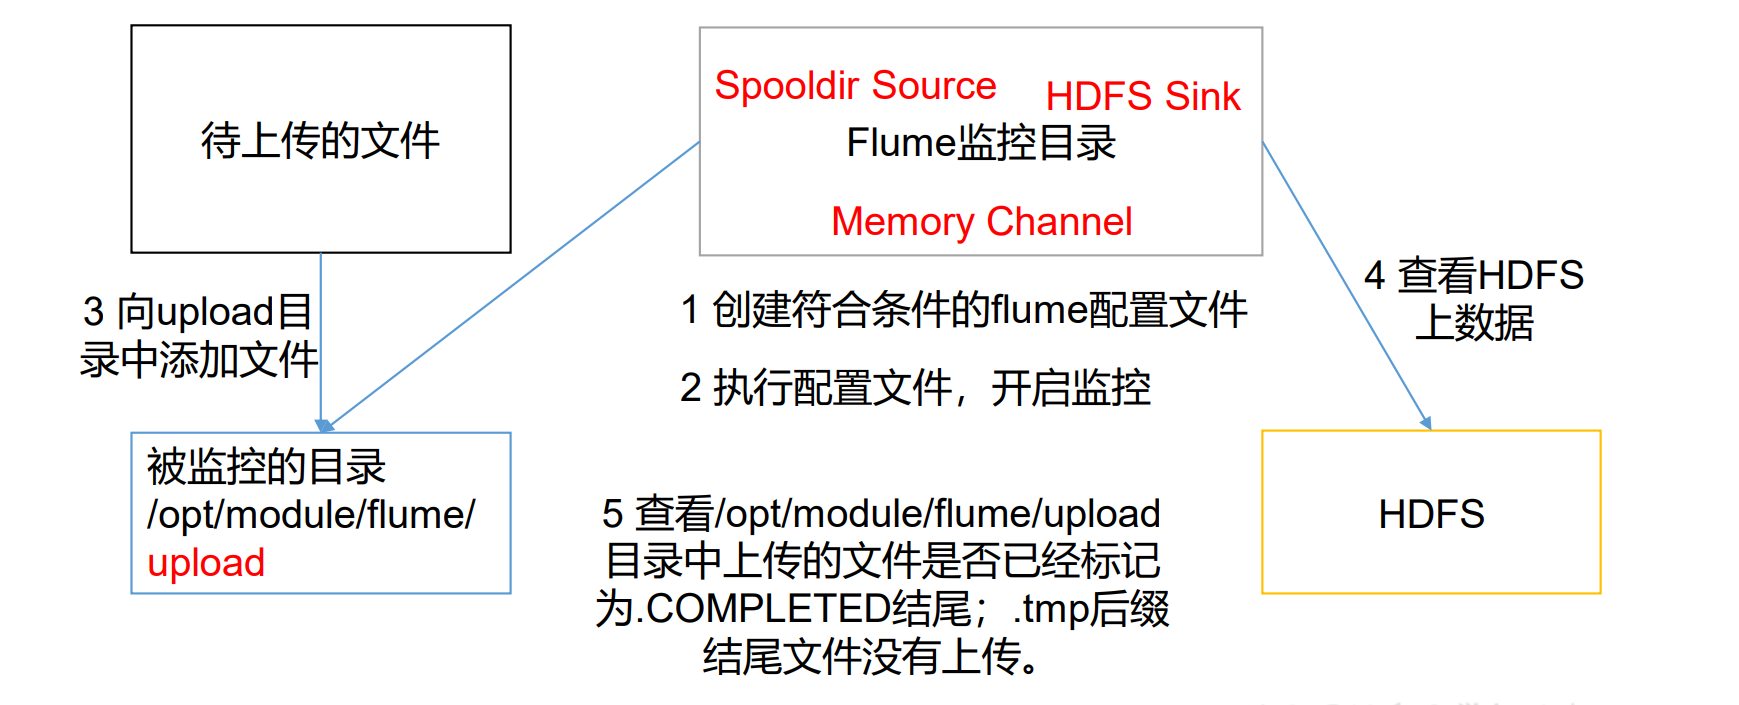 待上传的文件
Spooldir Source
HDFS Sink
Flume监控目录
Memory Channel
3 向upload目
录中添加文件
1 创建符合条件的flume配置文件
2 执行配置文件，开启监控
4 查看HDFS
上数据
被监控的目录
/opt/module/flume/
upload
5 查看/opt/module/flume/upload
目录中上传的文件是否已经标记
为.COMPLETED结尾；.tmp后缀
结尾文件没有上传。
HDFS